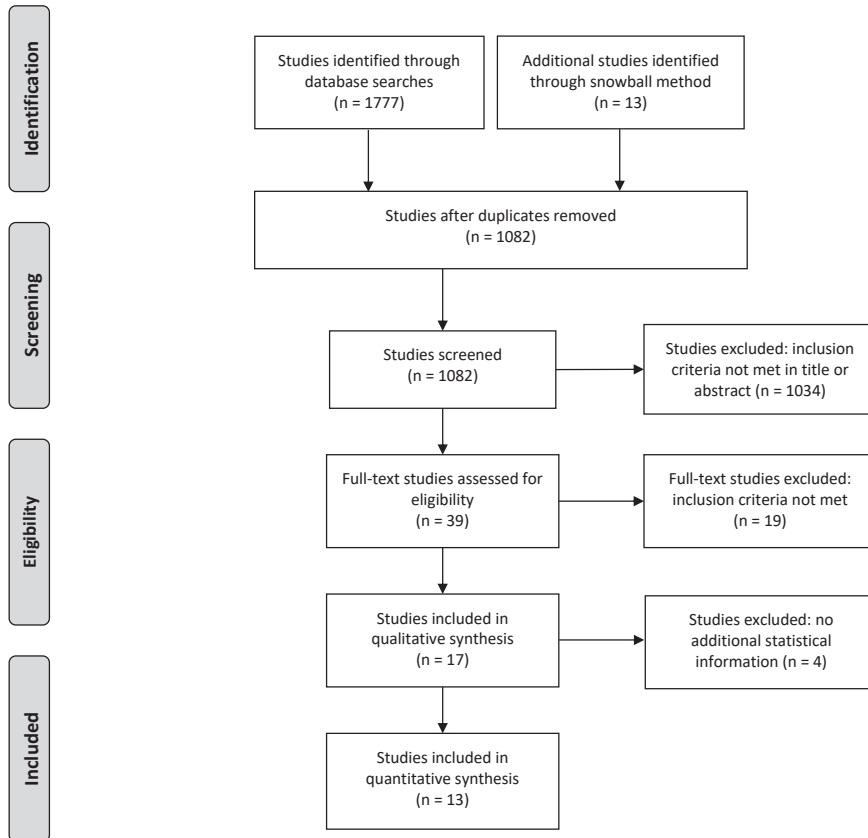 Identification
Studies identified through
database searches
(n = 1777)
Additional studies identified
through snowball method
(n = 13)
Studies after duplicates removed
(n = 1082)
Screening
Studies screened
(n = 1082)
Studies excluded: inclusion
criteria not met in title or
abstract (n = 1034)
Eligibility
Full-text studies assessed for
eligibility
(n = 39)
Full-text studies excluded:
inclusion criteria not met
(n = 19)
Studies included in
qualitative synthesis
(n = 17)
Studies excluded: no
additional statistical
information (n = 4)
Included
Studies included in
quantitative synthesis
(n = 13)